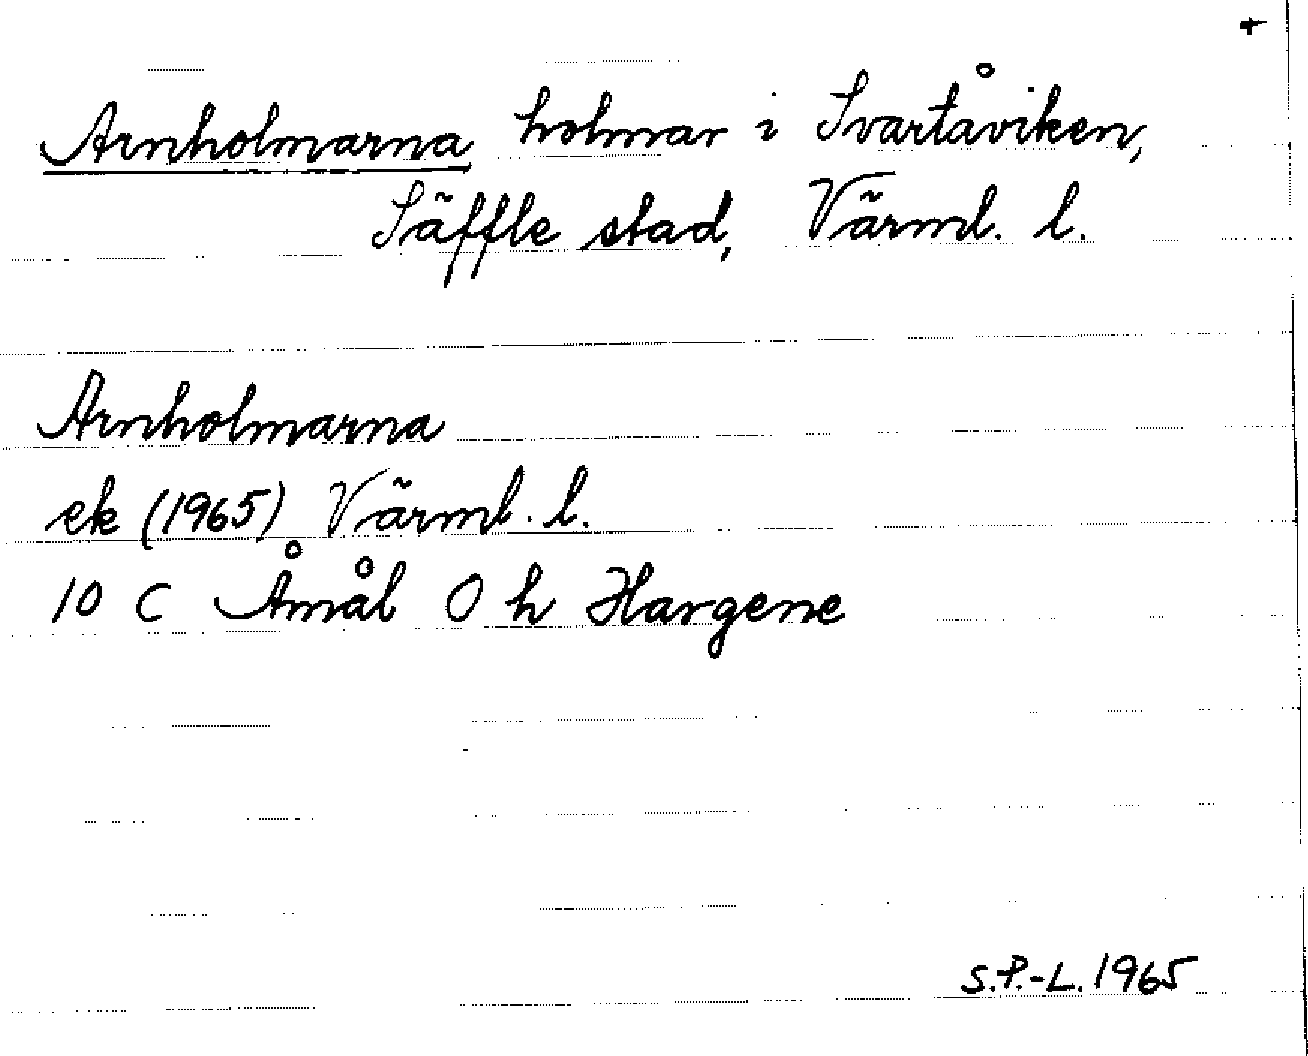 +
Arnholmarna holmar i Svartåviken,
Säffle stad, Värml. l.
Arnholmarna
ek (1965) Värml. l.
10 C Åmål O h Hargene
S.P.-L. 1965